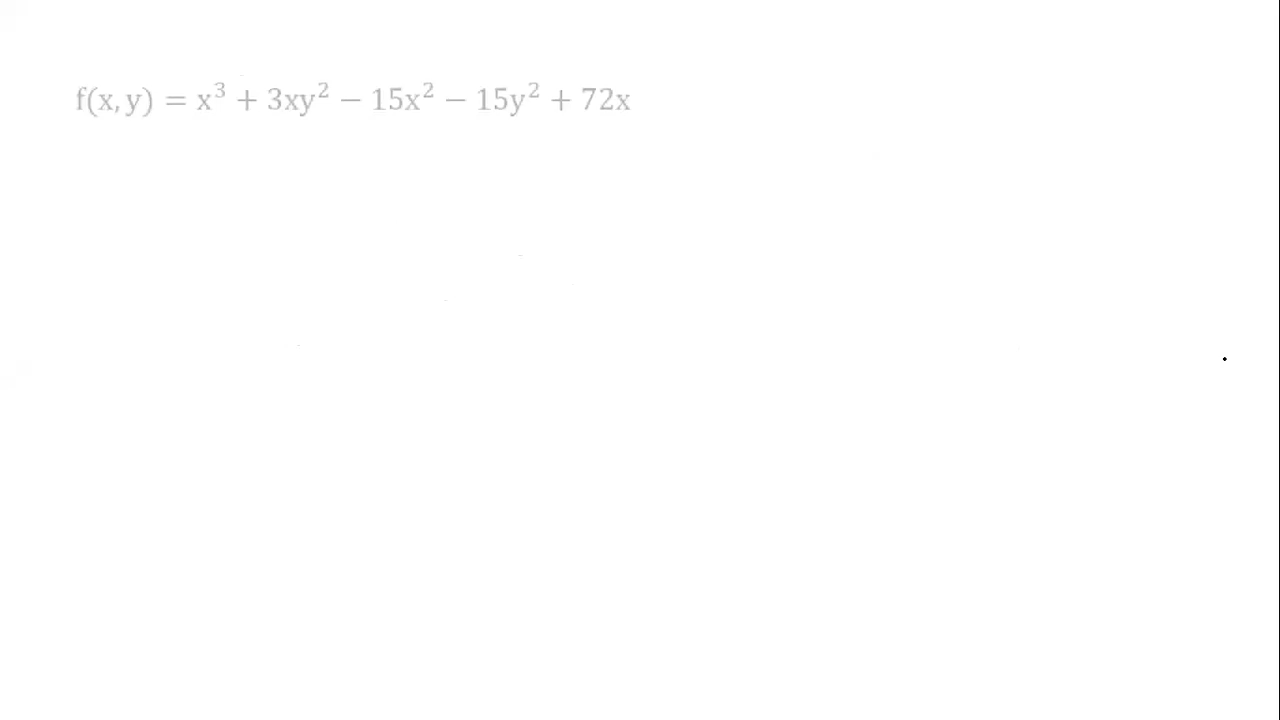 f(x, y) = x³ + 3xy² − 15x² − 15y² + 72x